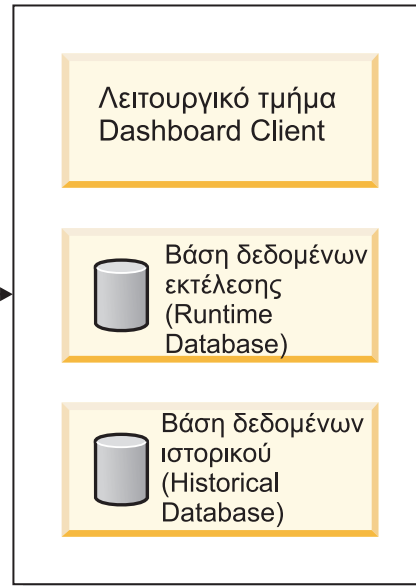 Λειτουργικό τμήμα
Dashboard Client
Βάση δεδομένων
εκτέλεσης
(Runtime
Database)
Βάση δεδομένων
ιστορικού
(Historical
Database)